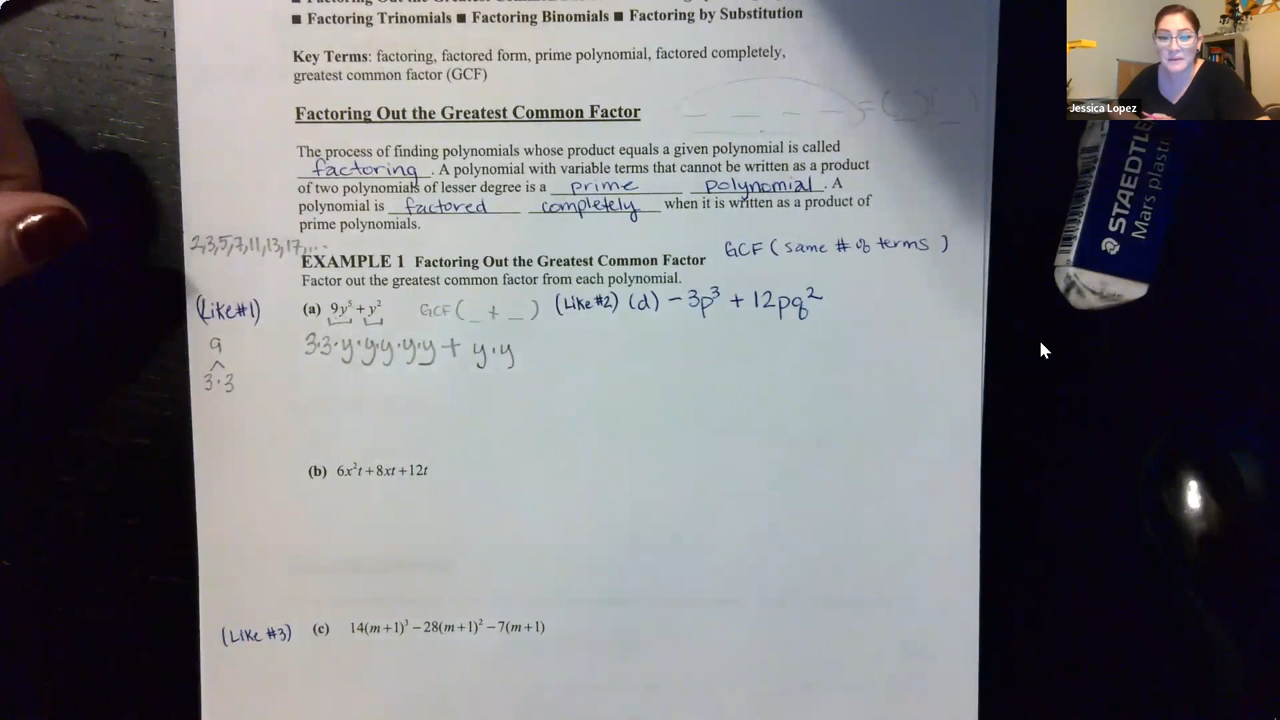 ■ Factoring Trinomials ■ Factoring Binomials ■ Factoring by Substitution
Key Terms: factoring, factored form, prime polynomial, factored completely,
greatest common factor (GCF)
Factoring Out the Greatest Common Factor
The process of finding polynomials whose product equals a given polynomial is called
factoring. A polynomial with variable terms that cannot be written as a product
of two polynomials of lesser degree is a prime polynomial. A
polynomial is factored completely when it is written as a product of
prime polynomials.
2,3,5,7,11,13,17,...
GCF (same # of terms)
EXAMPLE 1 Factoring Out the Greatest Common Factor
Factor out the greatest common factor from each polynomial.
(Like #1) (a) 9y⁵+y² GCF(_ + _) (Like #2) (d) -3p³ + 12pq²
9
3·3·y·y·y·y·y + y·y
3·3
(b) 6x²t+8xt+12t
(Like #3) (c) 14(m+1)³−28(m+1)²−7(m+1)
Jessica Lopez
STAEDTLE
Mars plasti